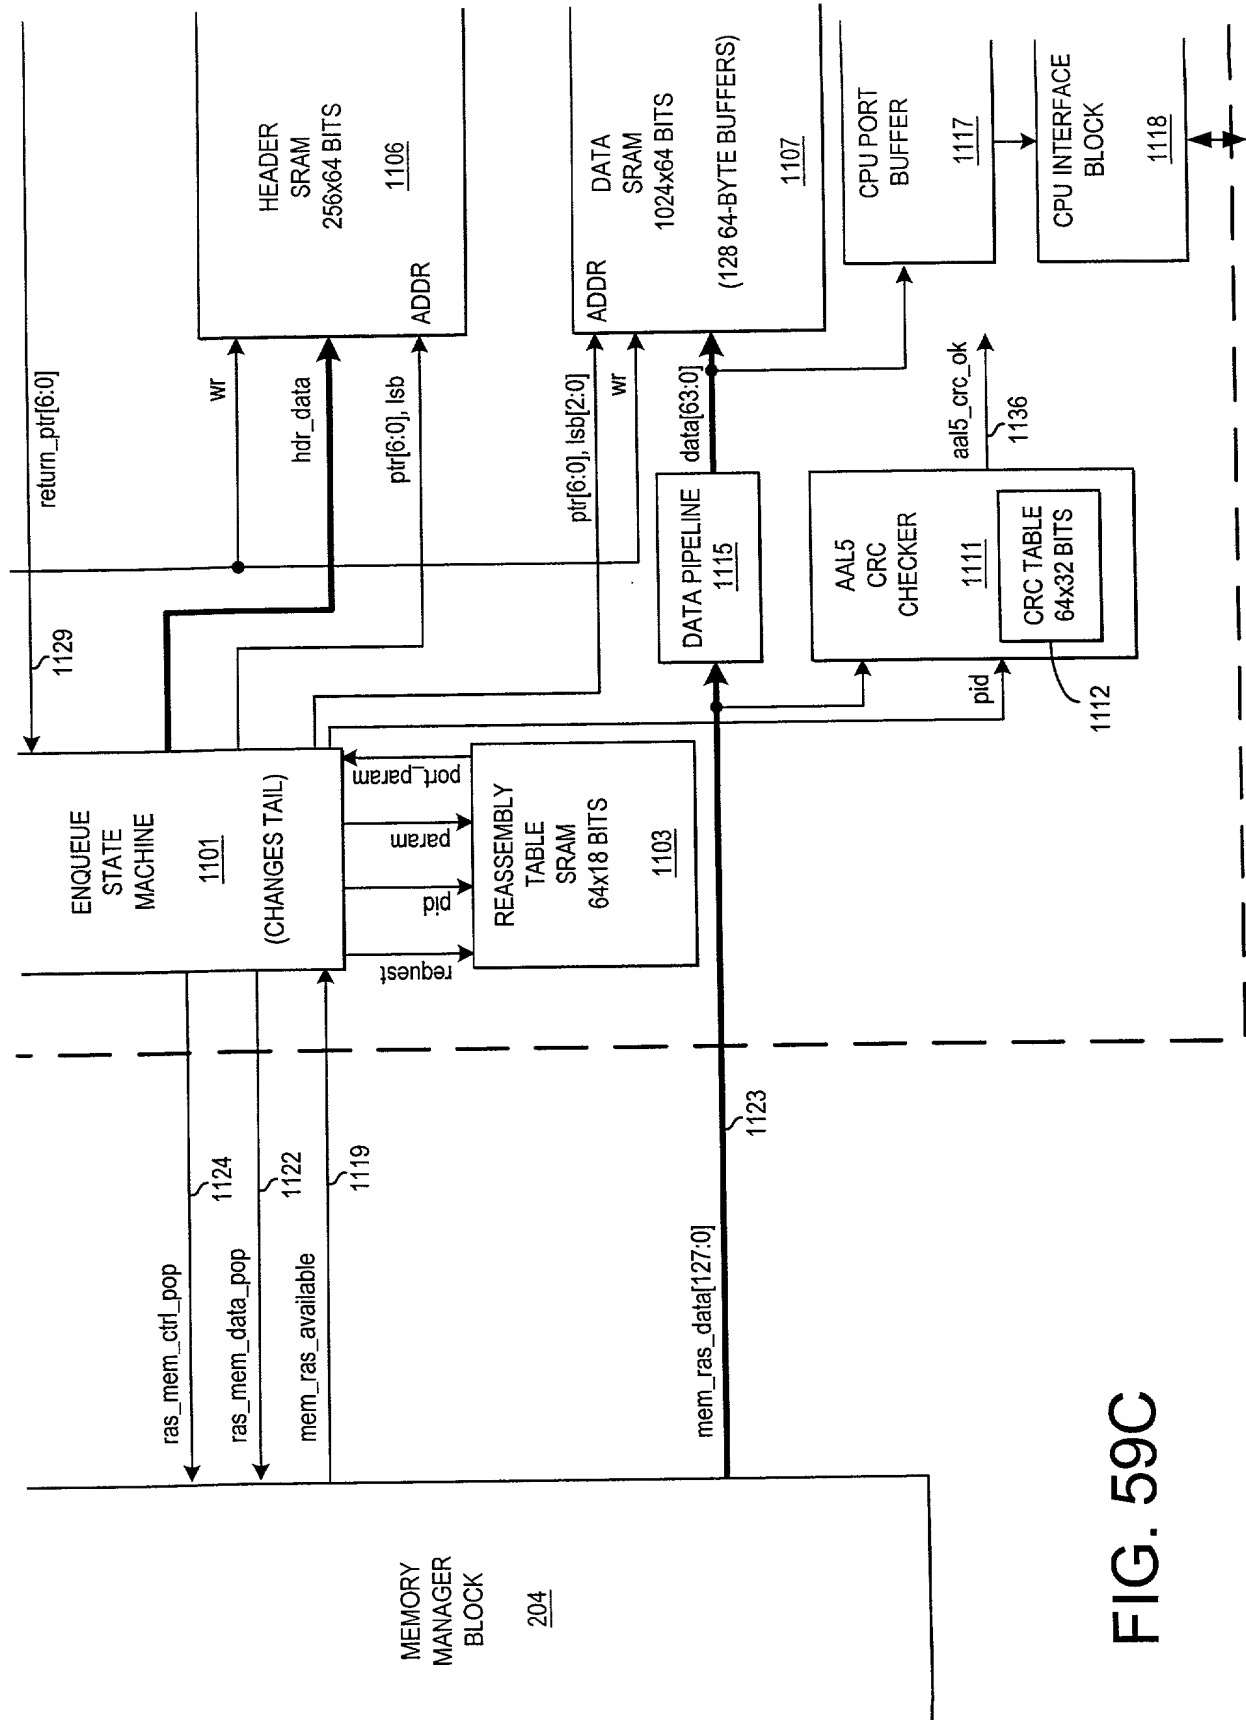 return_ptr[6:0]
1129
HEADER
SRAM
256x64 BITS
1106
ADDR
wr
hdr_data
ptr[6:0], lsb
ENQUEUE
STATE
MACHINE
1101
(CHANGES TAIL)
ras_mem_ctrl_pop
1124
ras_mem_data_pop
1122
mem_ras_available
1119
request
pid
param
port_param
REASSEMBLY
TABLE
SRAM
64x18 BITS
1103
ptr[6:0], lsb[2:0]
wr
ADDR
DATA
SRAM
1024x64 BITS
(128 64-BYTE BUFFERS)
1107
data[63:0]
DATA PIPELINE
1115
mem_ras_data[127:0]
1123
MEMORY
MANAGER
BLOCK
204
CPU PORT
BUFFER
1117
AAL5
CRC
CHECKER
1111
CRC TABLE
64x32 BITS
1112
pid
aal5_crc_ok
1136
CPU INTERFACE
BLOCK
1118
FIG. 59C